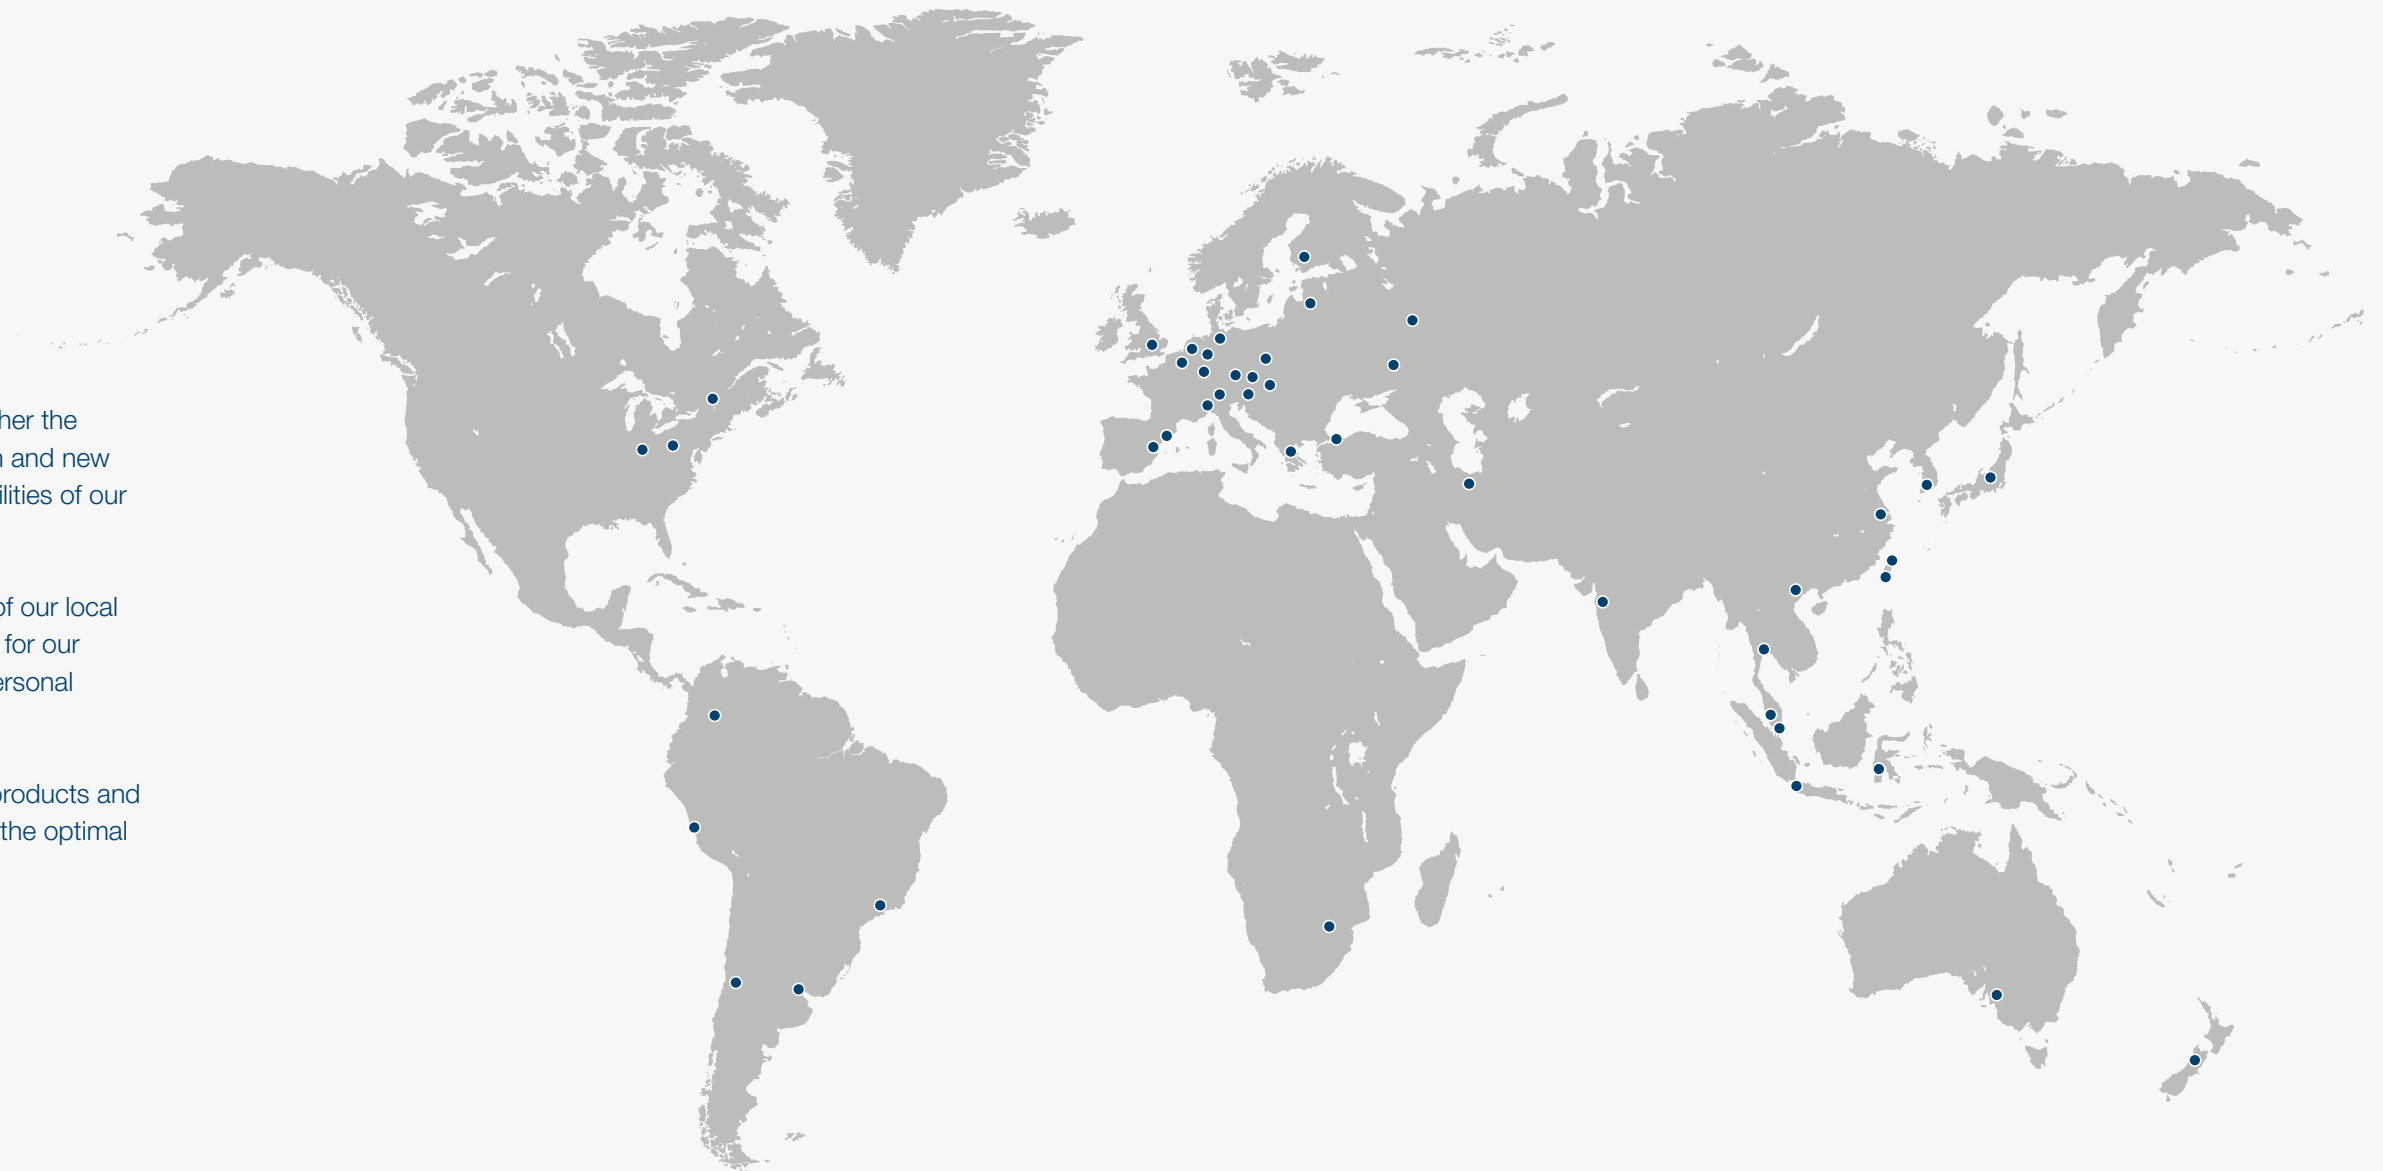 her the
and new
ilities of our
of our local
for our
ersonal
products and
the optimal